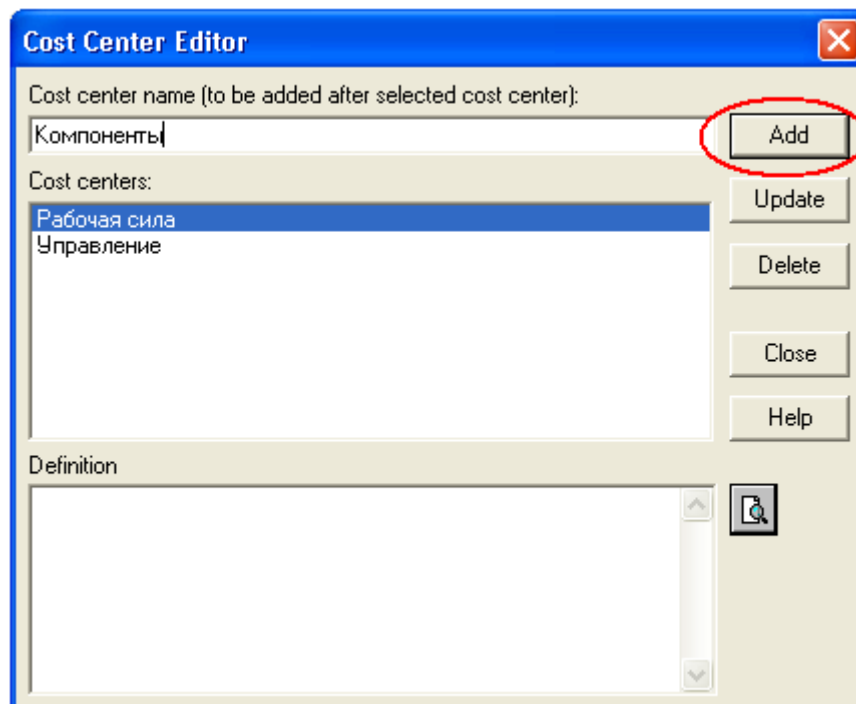 Cost Center Editor
Cost center name (to be added after selected cost center):
Компоненты
Add
Cost centers:
Update
Рабочая сила
Управление
Delete
Close
Help
Definition